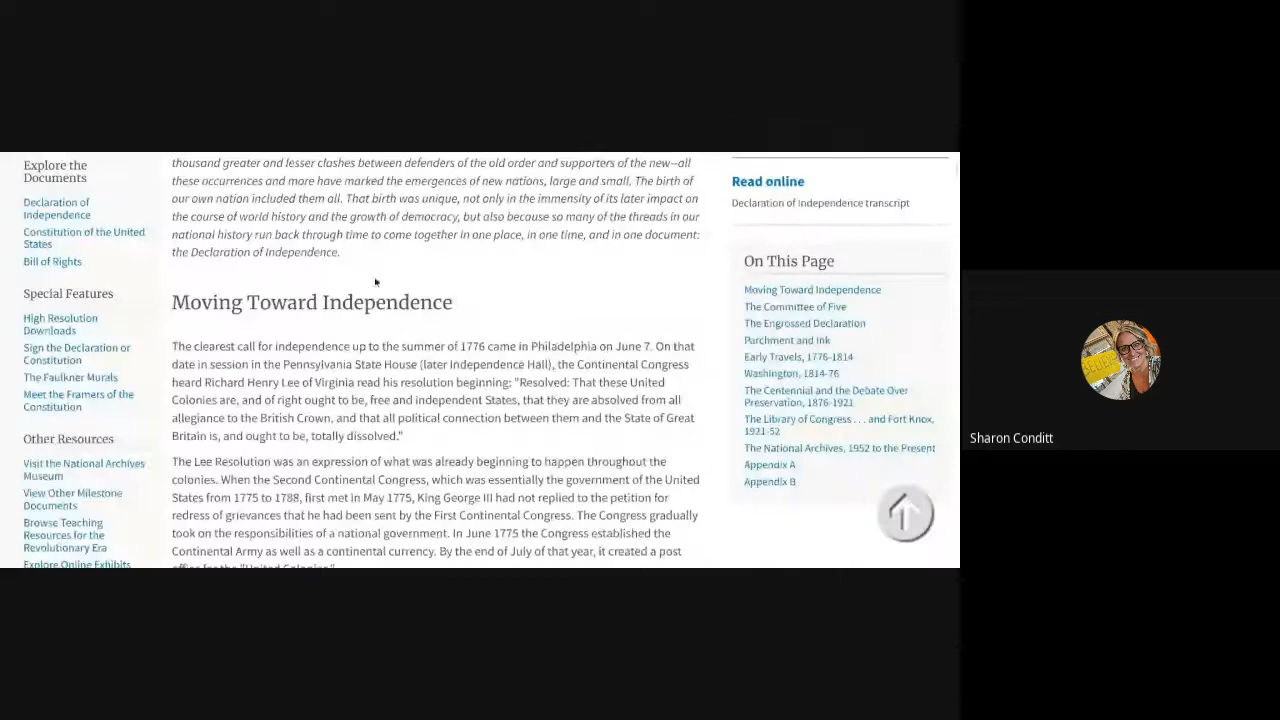 Explore the
Documents
Declaration of
Independence
Constitution of the United
States
Bill of Rights
Special Features
High Resolution
Downloads
Sign the Declaration or
Constitution
The Faulkner Murals
Meet the Framers of the
Constitution
Other Resources
Visit the National Archives
Museum
View Other Milestone
Documents
Browse Teaching
Resources for the
Revolutionary Era
Explore Online Exhibits
thousand greater and lesser clashes between defenders of the old order and supporters of the new--all
these occurrences and more have marked the emergences of new nations, large and small. The birth of
our own nation included them all. That birth was unique, not only in the immensity of its later impact on
the course of world history and the growth of democracy, but also because so many of the threads in our
national history run back through time to come together in one place, in one time, and in one document:
the Declaration of Independence.
Moving Toward Independence
The clearest call for independence up to the summer of 1776 came in Philadelphia on June 7. On that
date in session in the Pennsylvania State House (later Independence Hall), the Continental Congress
heard Richard Henry Lee of Virginia read his resolution beginning: "Resolved: That these United
Colonies are, and of right ought to be, free and independent States, that they are absolved from all
allegiance to the British Crown, and that all political connection between them and the State of Great
Britain is, and ought to be, totally dissolved."
The Lee Resolution was an expression of what was already beginning to happen throughout the
colonies. When the Second Continental Congress, which was essentially the government of the United
States from 1775 to 1788, first met in May 1775, King George III had not replied to the petition for
redress of grievances that he had been sent by the First Continental Congress. The Congress gradually
took on the responsibilities of a national government. In June 1775 the Congress established the
Continental Army as well as a continental currency. By the end of July of that year, it created a post
office for the "United Colonies."
Read online
Declaration of Independence transcript
On This Page
Moving Toward Independence
The Committee of Five
The Engrossed Declaration
Parchment and Ink
Early Travels, 1776-1814
Washington, 1814-76
The Centennial and the Debate Over
Preservation, 1876-1921
The Library of Congress . . . and Fort Knox,
1921-52
The National Archives, 1952 to the Present
Appendix A
Appendix B
Sharon Conditt